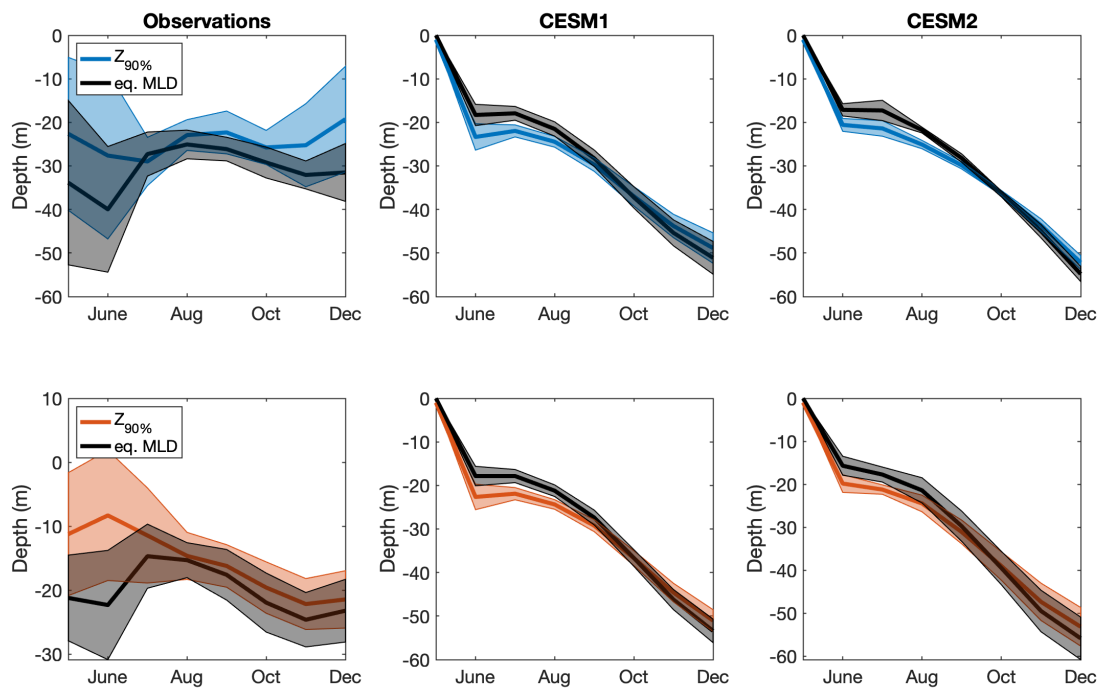 Observations
CESM1
CESM2
0
-10
-20
-30
-40
-50
-60
Depth (m)
Z90%
eq. MLD
June
Aug
Oct
Dec
0
-10
-20
-30
-40
-50
-60
Depth (m)
June
Aug
Oct
Dec
0
-10
-20
-30
-40
-50
-60
Depth (m)
June
Aug
Oct
Dec
10
0
-10
-20
-30
Depth (m)
Z90%
eq. MLD
June
Aug
Oct
Dec
0
-10
-20
-30
-40
-50
-60
Depth (m)
June
Aug
Oct
Dec
0
-10
-20
-30
-40
-50
-60
Depth (m)
June
Aug
Oct
Dec